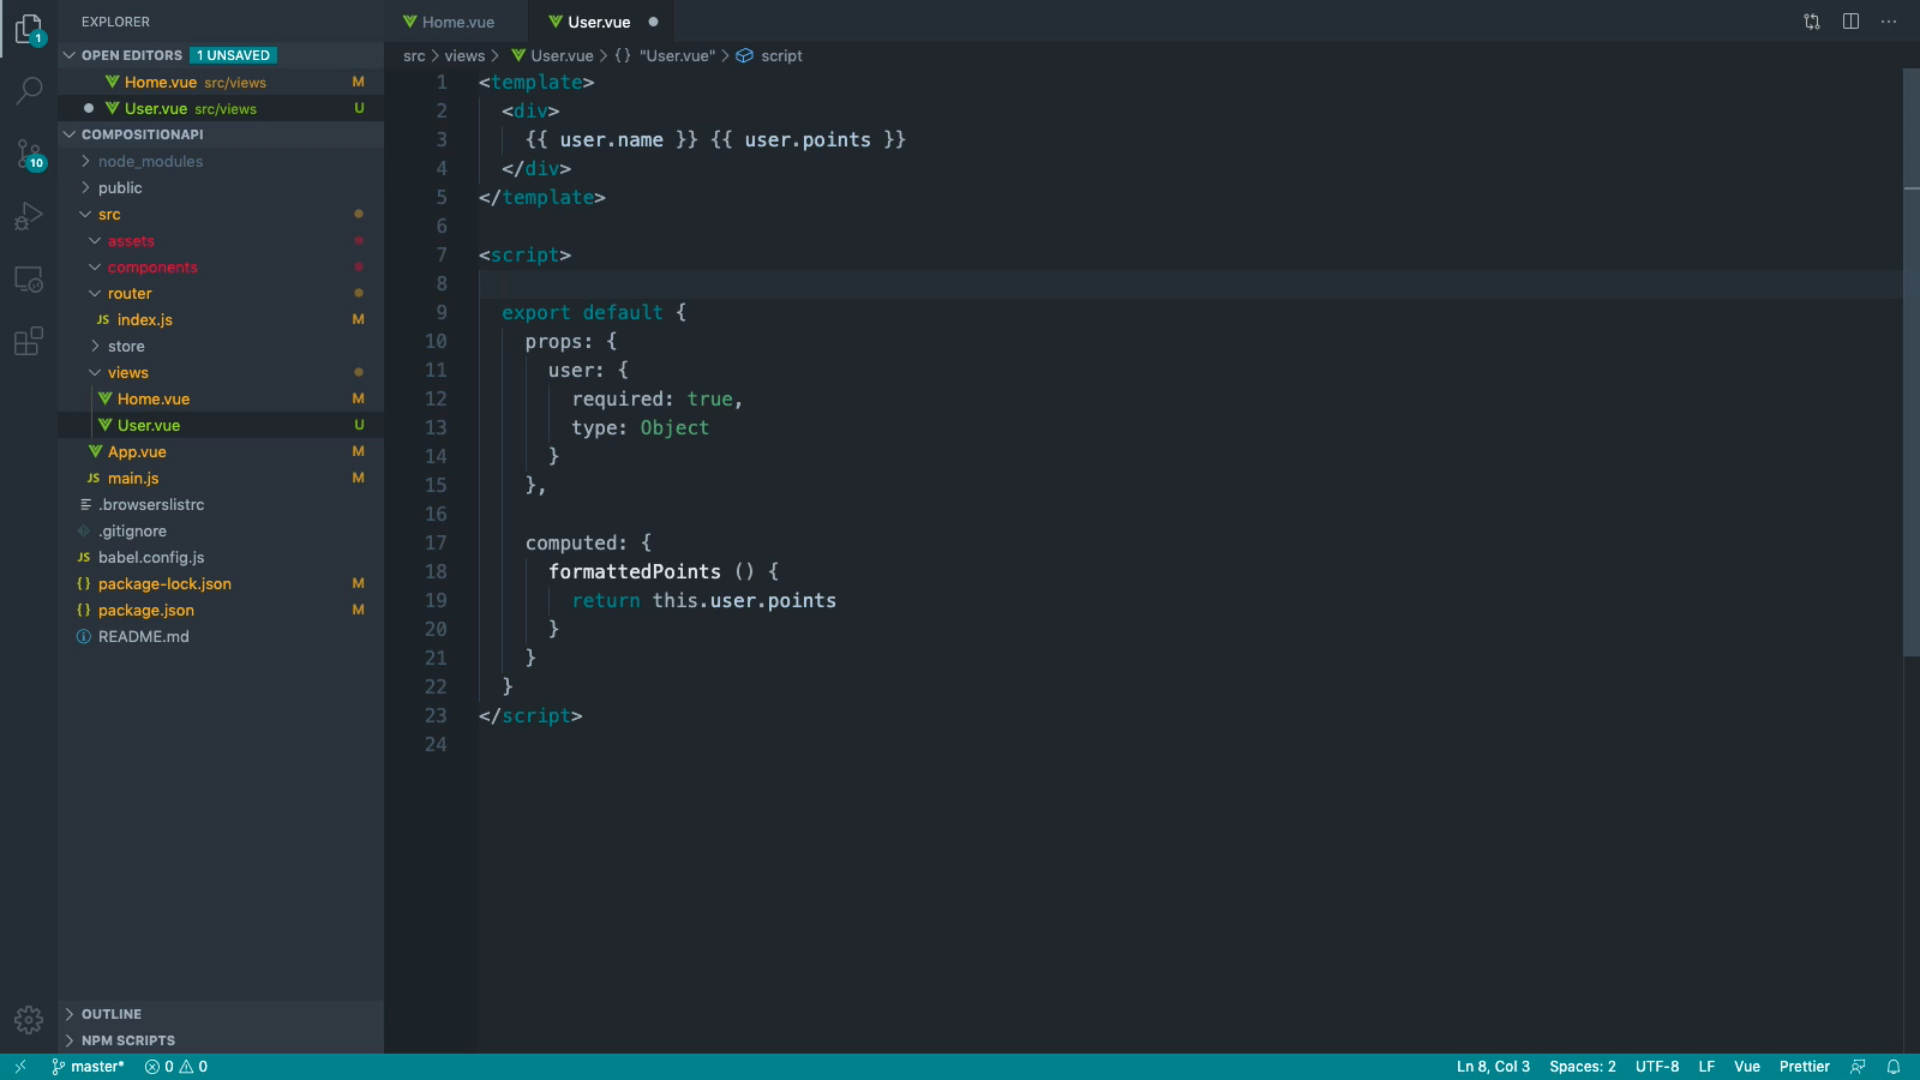 EXPLORER
OPEN EDITORS 1 UNSAVED
Home.vue src/views M
User.vue src/views U
COMPOSITIONAPI
node_modules
public
src
assets
components
router
JS index.js M
store
views
Home.vue M
User.vue U
App.vue M
JS main.js M
.browserslistrc
.gitignore
JS babel.config.js
{} package-lock.json M
{} package.json M
README.md
OUTLINE
NPM SCRIPTS
1
10
Home.vue
User.vue
src > views > User.vue > {} "User.vue" > script
1 <template>
2 <div>
3 {{ user.name }} {{ user.points }}
4 </div>
5 </template>
6
7 <script>
8
9 export default {
10 props: {
11 user: {
12 required: true,
13 type: Object
14 }
15 },
16
17 computed: {
18 formattedPoints () {
19 return this.user.points
20 }
21 }
22 }
23 </script>
24
master* 0 0
Ln 8, Col 3 Spaces: 2 UTF-8 LF Vue Prettier